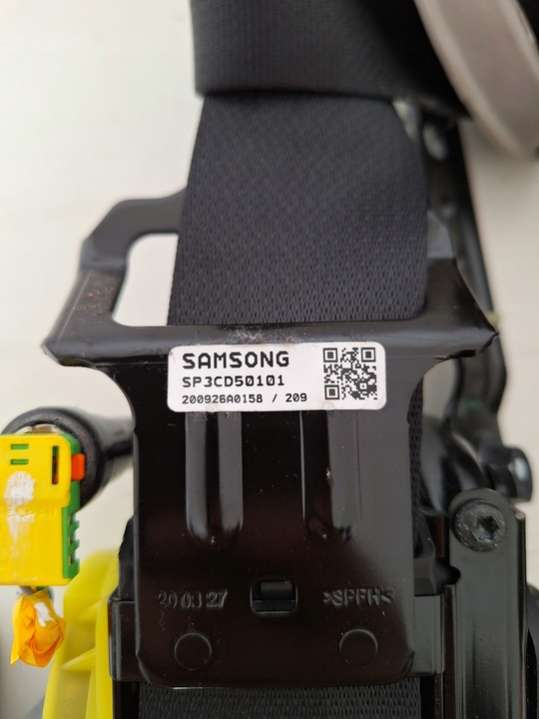 SAMSONG
SP3CD50101
200926A0158 / 209
20 03 27
>SPFH<